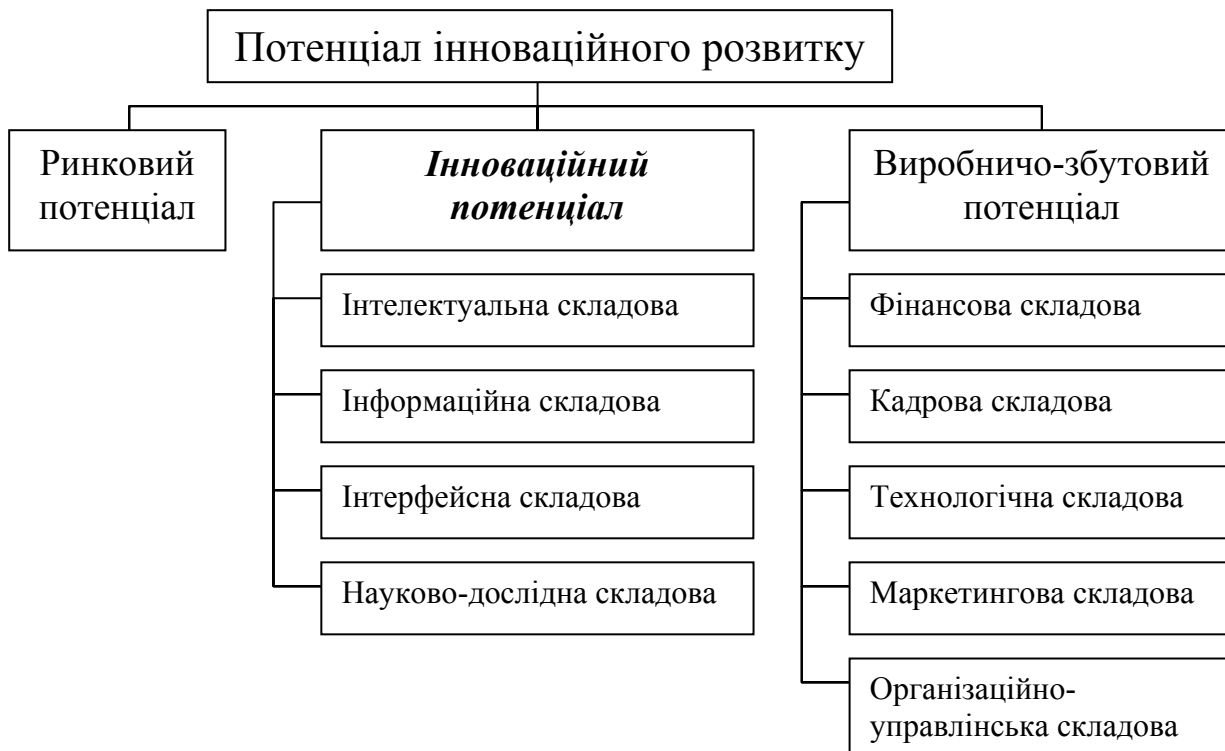 Потенціал інноваційного розвитку
Ринковий
потенціал
Інноваційний
потенціал
Інтелектуальна складова
Інформаційна складова
Інтерфейсна складова
Науково-дослідна складова
Виробничо-збутовий
потенціал
Фінансова складова
Кадрова складова
Технологічна складова
Маркетингова складова
Організаційно-
управлінська складова